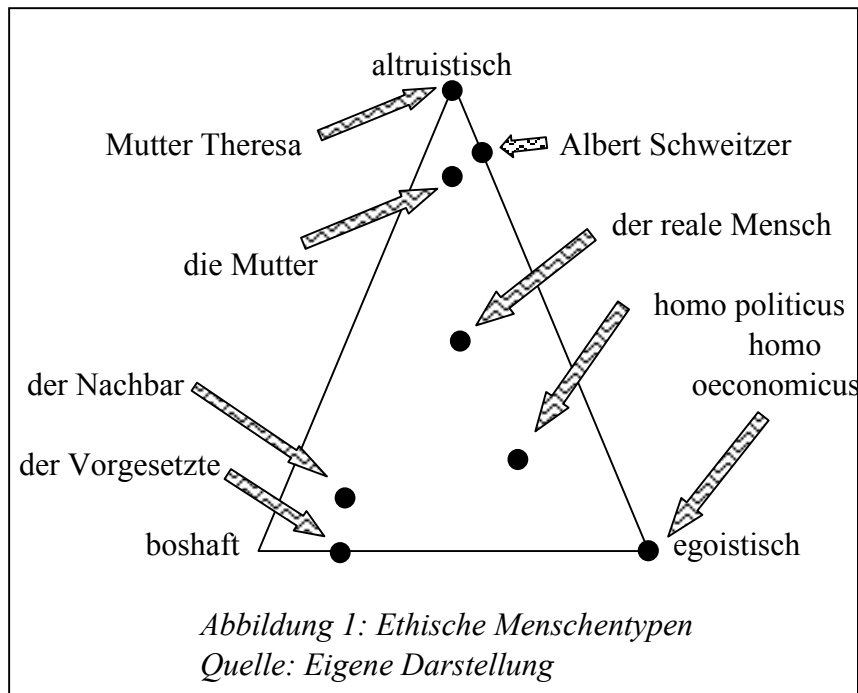 altruistisch
Mutter Theresa
Albert Schweitzer
die Mutter
der reale Mensch
homo politicus
homo
oeconomicus
der Nachbar
der Vorgesetzte
boshaft
egoistisch
Abbildung 1: Ethische Menschentypen
Quelle: Eigene Darstellung